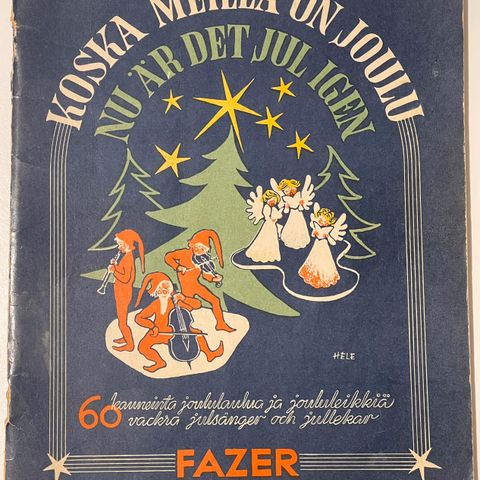 KOSKA MEILLÄ ON JOULU
NU ÄR DET JUL IGEN
HELE
60 kauneinta joululaulua ja joululeikkiä
vackra julsånger och jullekar
FAZER